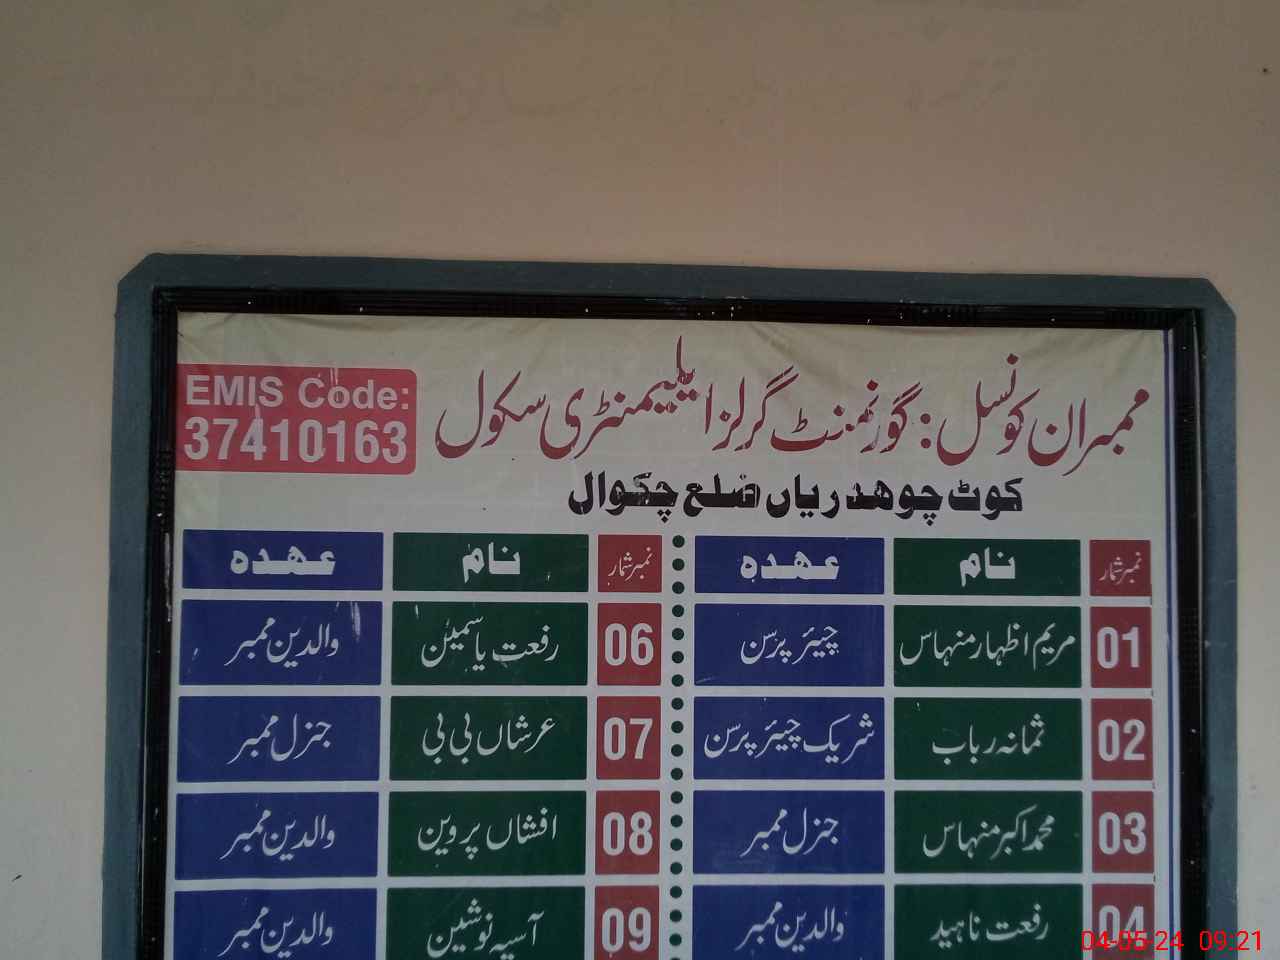 ممبران کونسل: گورنمنٹ گرلز ایلیمنٹری سکول
EMIS Code:
37410163
کوٹ چوھدریاں ضلع چکوال
نمبر شمار نام عھدہ نمبر شمار نام عھدہ
01 مریم اظہار منہاس چیئر پرسن 06 رفعت یاسمین والدین ممبر
02 ثمانہ رباب شریک چیئر پرسن 07 عرشاں بی بی جنرل ممبر
03 محمد اکبر منہاس جنرل ممبر 08 افشاں پروین والدین ممبر
04 رفعت ناہید والدین ممبر 09 آسیہ نوشین والدین ممبر
04-05-24 09:21